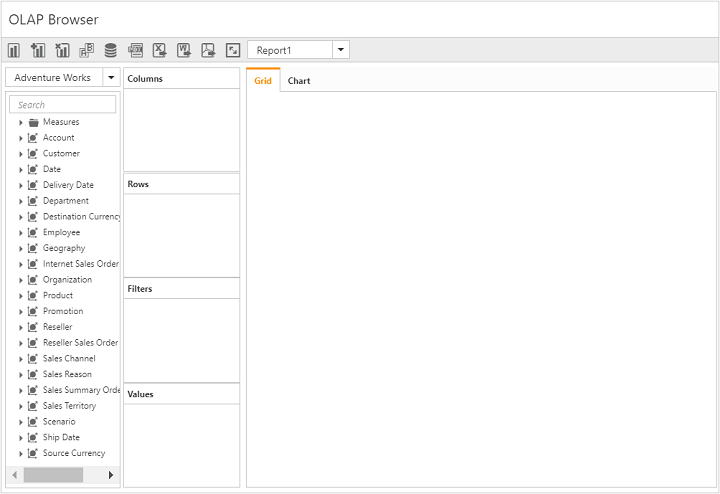 OLAP Browser
Report1
Adventure Works
Search
Measures
Account
Customer
Date
Delivery Date
Department
Destination Currency
Employee
Geography
Internet Sales Order
Organization
Product
Promotion
Reseller
Reseller Sales Order
Sales Channel
Sales Reason
Sales Summary Orde
Sales Territory
Scenario
Ship Date
Source Currency
Columns
Rows
Filters
Values
Grid Chart